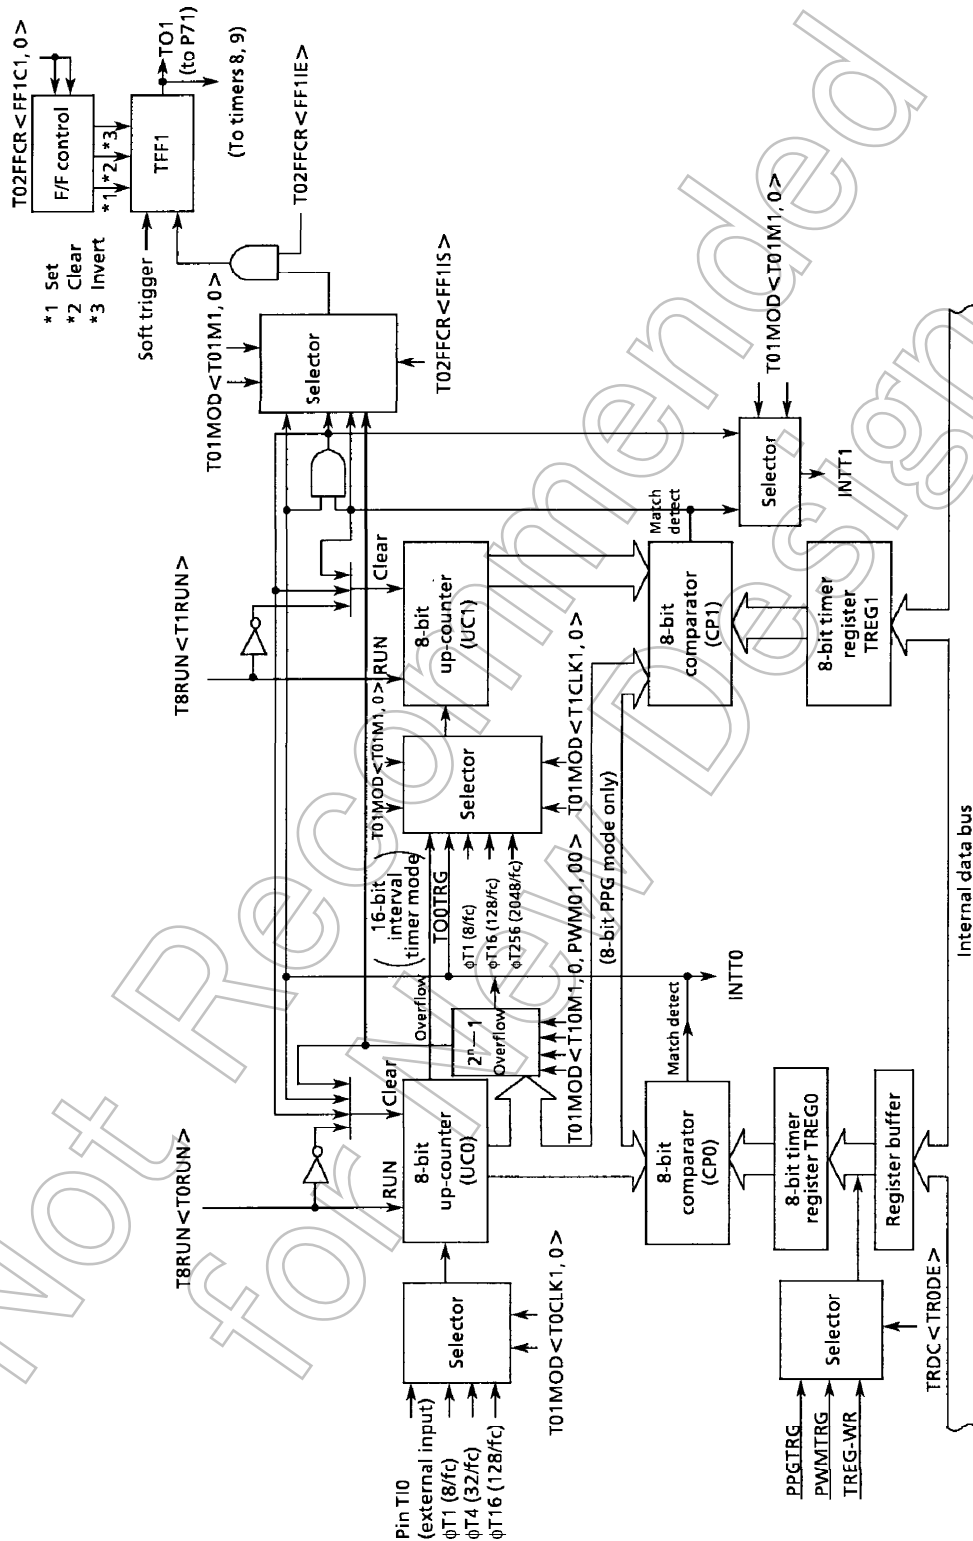 T02FFCR<FF1C1, 0>
F/F control
*1 *2 *3
TFF1
TO1
(to P71)
(To timers 8, 9)
*1 Set
*2 Clear
*3 Invert
Soft trigger
T02FFCR<FF1IE>
T01MOD<T01M1, 0>
Selector
T02FFCR<FF1IS>
T01MOD<T01M1, 0>
Selector
INTT1
T8RUN<T1RUN>
Clear
RUN
8-bit
up-counter
(UC1)
Match
detect
8-bit
comparator
(CP1)
8-bit timer
register
TREG1
T01MOD<T01M1, 0>
Selector
T01MOD<T1CLK1, 0>
16-bit
interval
timer mode
TO0TRG
φT1 (8/fc)
φT16 (128/fc)
φT256 (2048/fc)
(8-bit PPG mode only)
Overflow
2ⁿ – 1
Overflow
T01MOD<T10M1, 0, PWM01, 00>
INTT0
T8RUN<T0RUN>
Clear
RUN
8-bit
up-counter
(UC0)
Match detect
8-bit
comparator
(CP0)
8-bit timer
register TREG0
Register buffer
Selector
T01MOD<T0CLK1, 0>
Pin TI0
(external input)
φT1 (8/fc)
φT4 (32/fc)
φT16 (128/fc)
Selector
PPGTRG
PWMTRG
TREG-WR
TRDC<TR0DE>
Internal data bus
Not Recommended
for New Design